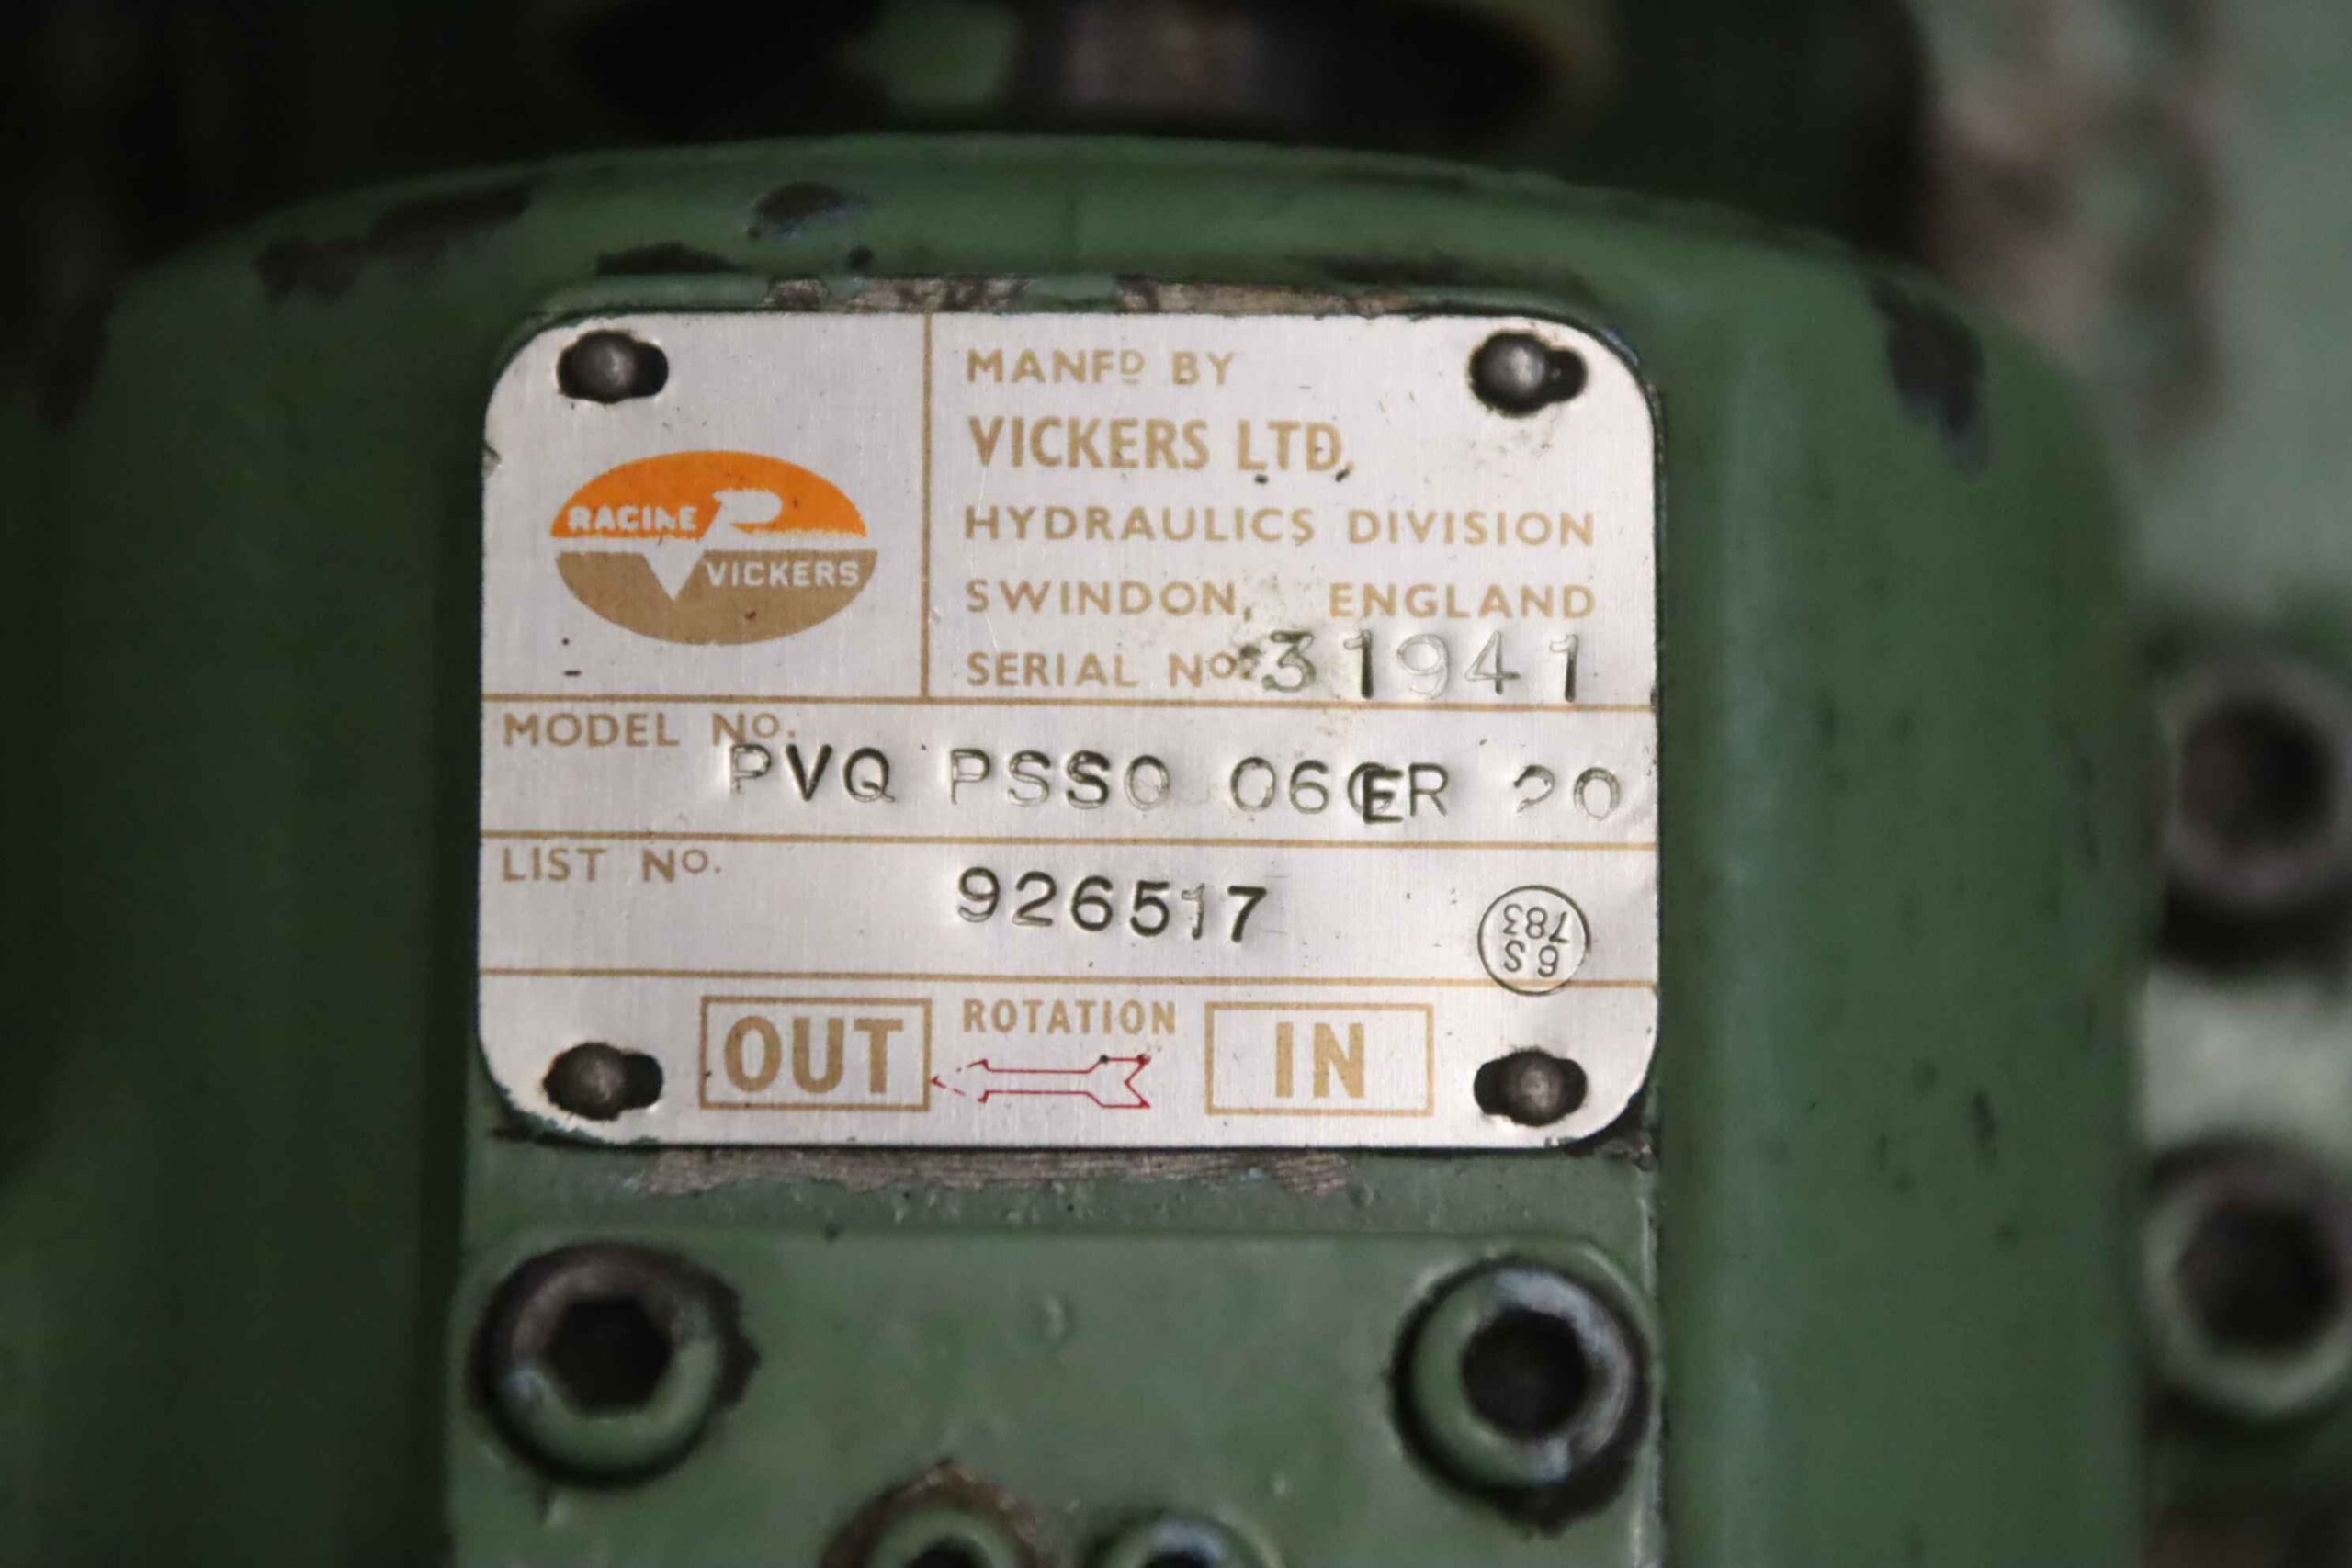 RACINE
VICKERS
MANFD BY
VICKERS LTD.
HYDRAULICS DIVISION
SWINDON, ENGLAND
SERIAL NO. 31941
MODEL NO.
PVQ PSSO 06ER 20
LIST NO.
926517
6S
783
OUT ROTATION IN